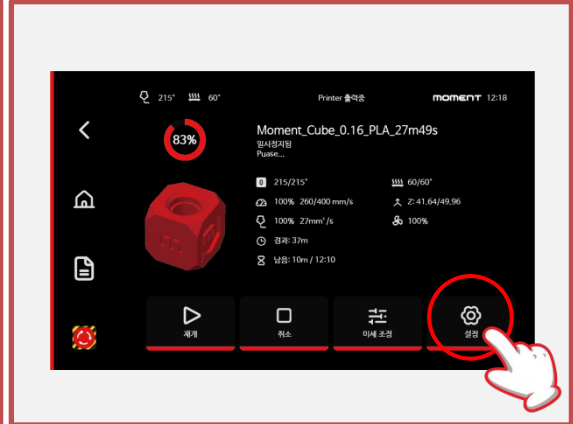 215° 60° Printer 출력중 moment 12:18
83%
Moment_Cube_0.16_PLA_27m49s
일시정지됨
Puase...
0 215/215° 60/60°
100% 260/400 mm/s Z: 41.64/49.96
100% 27mm³/s 100%
경과: 37m
남음: 10m / 12:10
재개 취소 미세 조정 설정